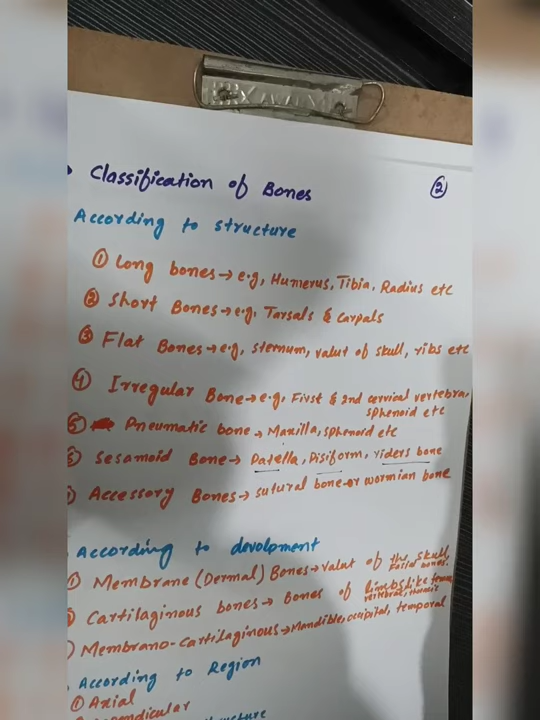 Classification of Bones
②
According to structure
① Long bones → e.g, Humerus, Tibia, Radius etc
② Short Bones → e.g, Tarsals & Carpals
③ Flat Bones → e.g, sternum, valut of skull, ribs etc
④ Irregular Bone → e.g, First & 2nd cervical vertebra,
sphenoid etc
⑤ Pneumatic bone → Maxilla, sphenoid etc
Sesamoid Bone → Patella, Pisiform, riders bone
Accessory Bones → sutural bone or wormian bone
According to devolpment
① Membrane (Dermal) Bones → valut of the skull,
facial bones.
Cartilaginous bones → Bones of limbs like femur,
vertebrae, thoracic
Membrano-cartilaginous → Mandible, occipital, temporal
According to Region
① Axial